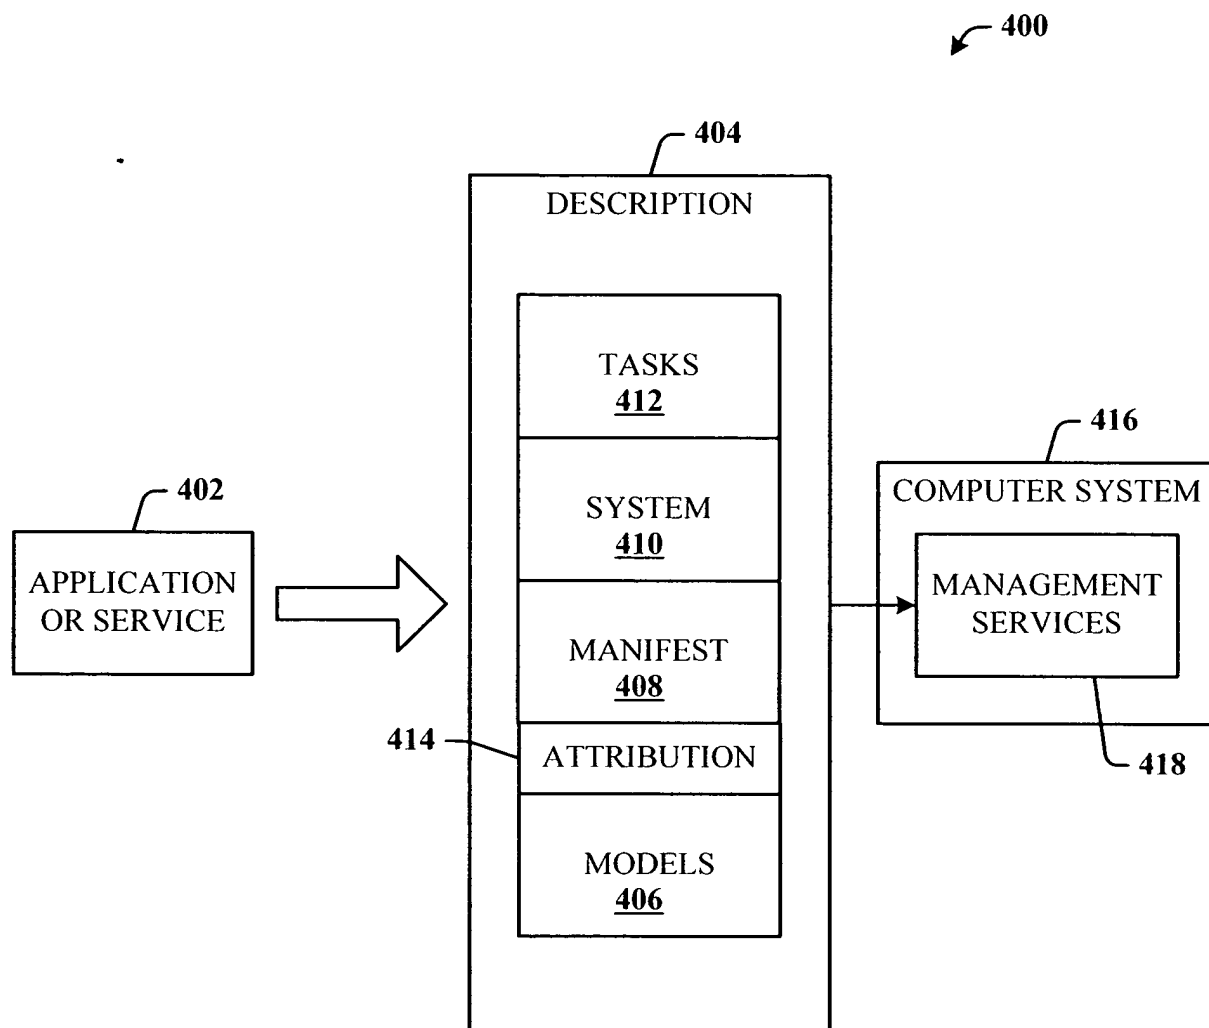 400
404
DESCRIPTION
TASKS
412
SYSTEM
410
MANIFEST
408
414
ATTRIBUTION
MODELS
406
402
APPLICATION
OR SERVICE
416
COMPUTER SYSTEM
MANAGEMENT
SERVICES
418